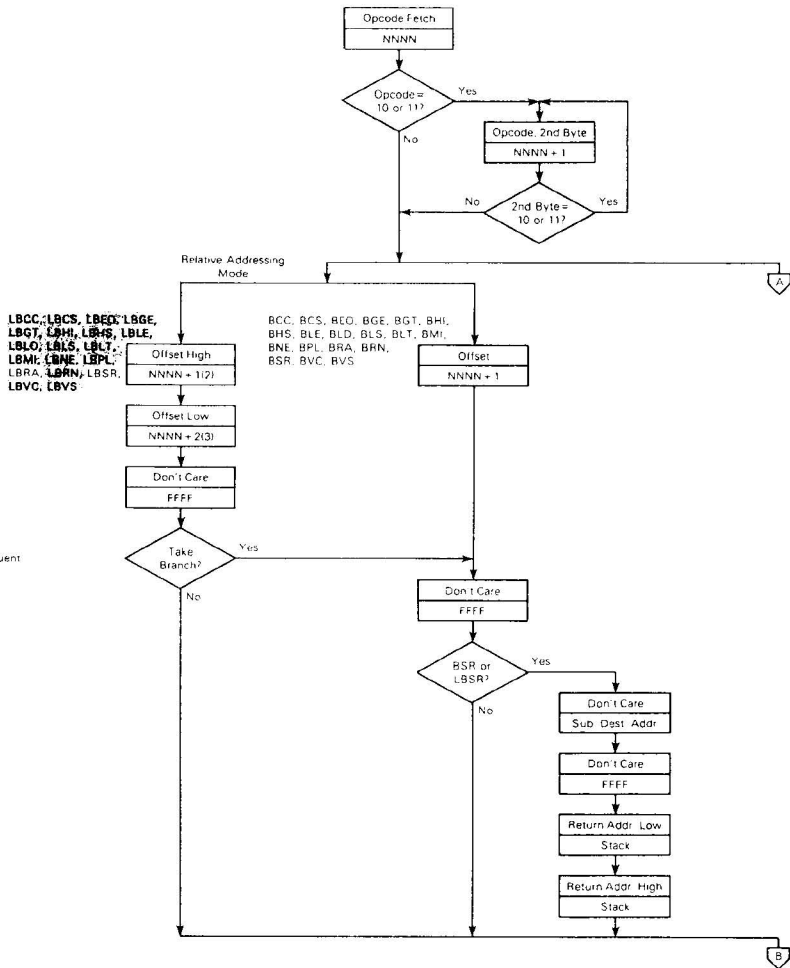 Opcode Fetch
NNNN
Opcode =
10 or 11?
Yes
No
Opcode, 2nd Byte
NNNN + 1
2nd Byte =
10 or 11?
No
Yes
Relative Addressing
Mode
A
LBCC, LBCS, LBEQ, LBGE,
LBGT, LBHI, LBHS, LBLE,
LBLO, LBLS, LBLT,
LBMI, LBNE, LBPL,
LBRA, LBRN, LBSR,
LBVC, LBVS
Offset High
NNNN + 1(2)
BCC, BCS, BEQ, BGE, BGT, BHI,
BHS, BLE, BLO, BLS, BLT, BMI,
BNE, BPL, BRA, BRN,
BSR, BVC, BVS
Offset
NNNN + 1
Offset Low
NNNN + 2(3)
Don't Care
FFFF
Take
Branch?
Yes
No
uent
Don't Care
FFFF
BSR or
LBSR?
Yes
No
Don't Care
Sub. Dest. Addr.
Don't Care
FFFF
Return Addr. Low
Stack
Return Addr. High
Stack
B